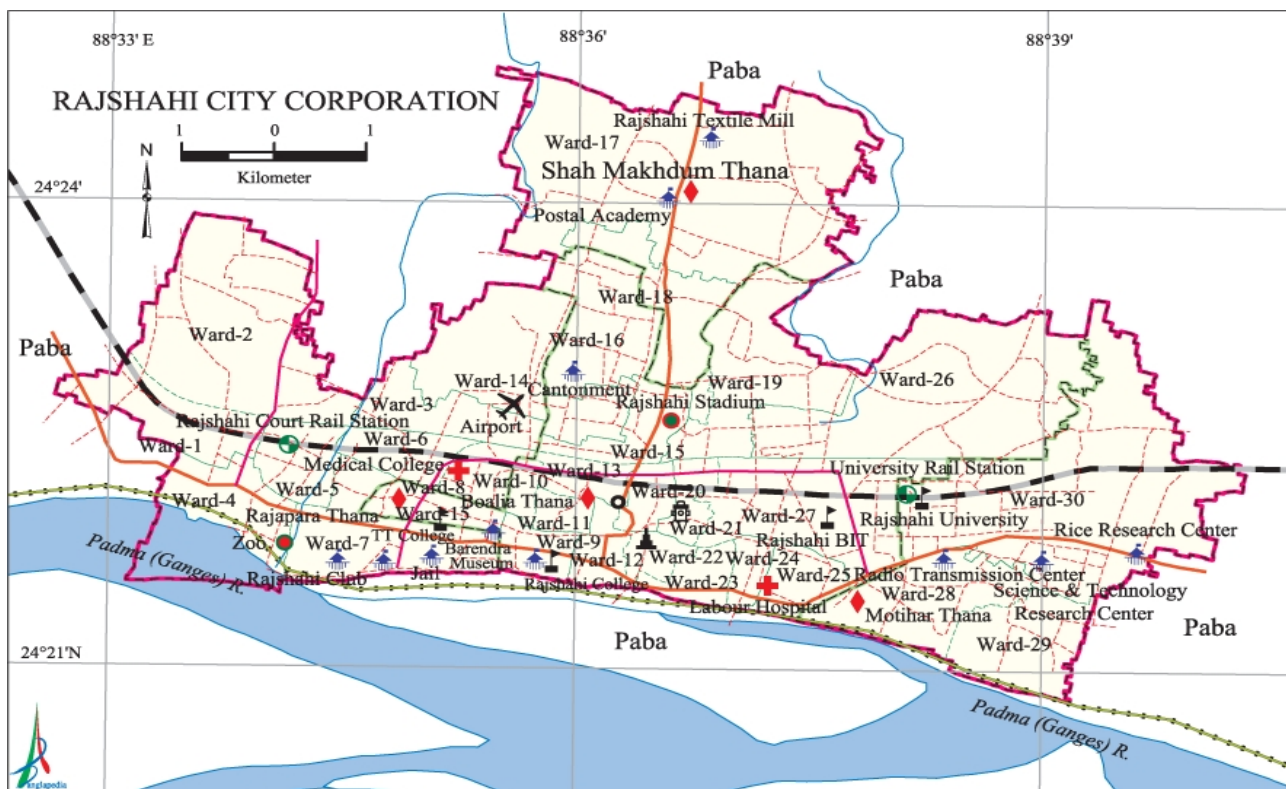 88°33' E
88°36'
88°39'
Paba
RAJSHAHI CITY CORPORATION
1 0 1
Kilometer
N
Rajshahi Textile Mill
Ward-17
Shah Makhdum Thana
24°24'
Postal Academy
Paba
Ward-18
Ward-2
Ward-16
Paba
Ward-14
Cantonment
Ward-19
Ward-26
Ward-3
Rajshahi Stadium
Rajshahi Court Rail Station
Airport
Ward-1
Ward-6
Ward-15
Medical College
Ward-13
University Rail Station
Ward-10
Ward-4
Ward-5
Ward-8
Boalia Thana
Ward-20
Ward-30
Rajapara Thana
Ward-15
Ward-11
Ward-21
Ward-27
Rajshahi University
Rice Research Center
TT College
Rajshahi BIT
Zoo
Ward-7
Barendra
Museum
Ward-9
Ward-12
Ward-22
Ward-24
Padma (Ganges) R.
Rajshahi Club
Jail
Rajshahi College
Ward-23
Ward-25
Radio Transmission Center
Labour Hospital
Ward-28
Science & Technology
Research Center
Motihar Thana
Paba
Ward-29
Paba
24°21'N
Padma (Ganges) R.
anglapedia